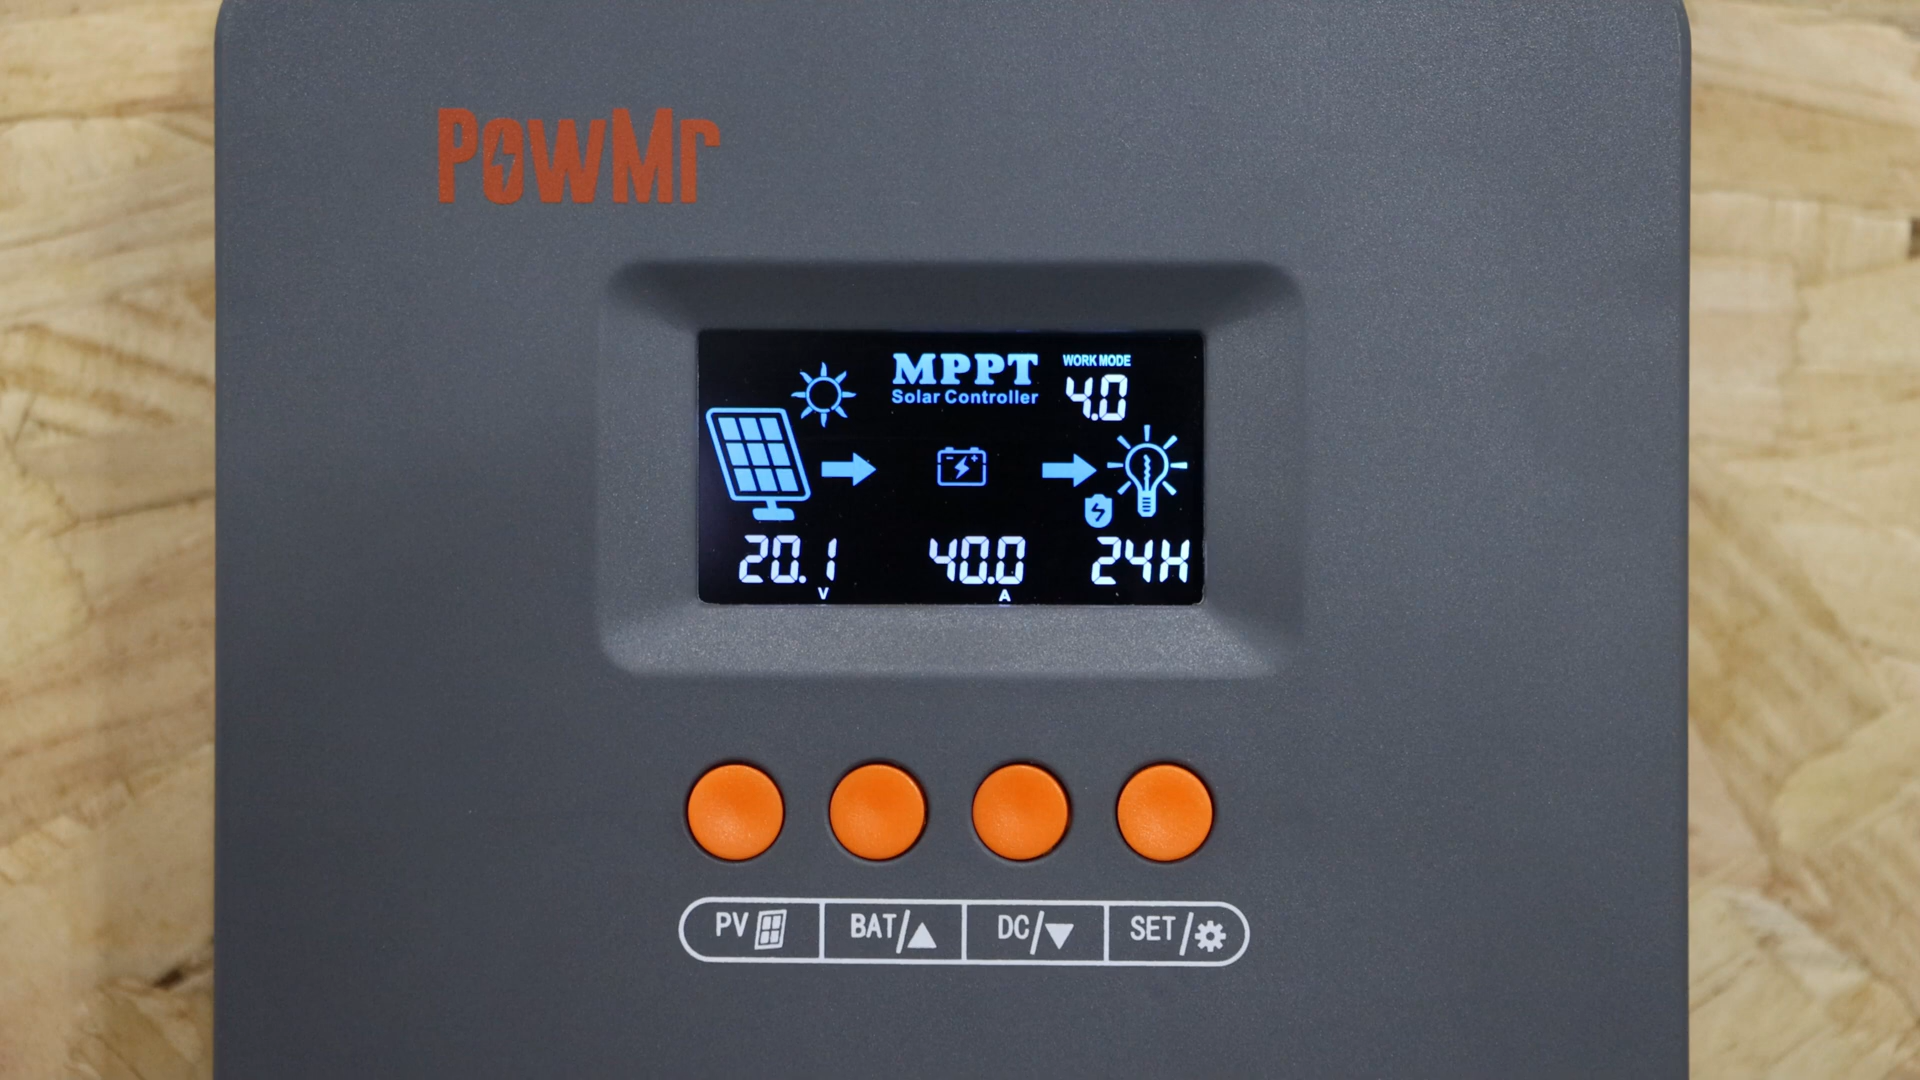 PowMr
MPPT
Solar Controller
WORK MODE
4.0
20.1 V
40.0 A
24H
PV
BAT/▲
DC/▼
SET/